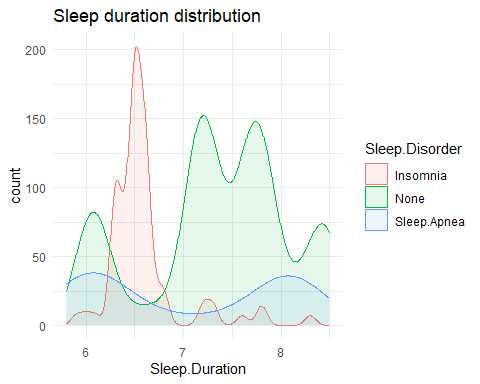 Sleep duration distribution
200
150
100
50
0
count
6 7 8
Sleep.Duration
Sleep.Disorder
Insomnia
None
Sleep.Apnea